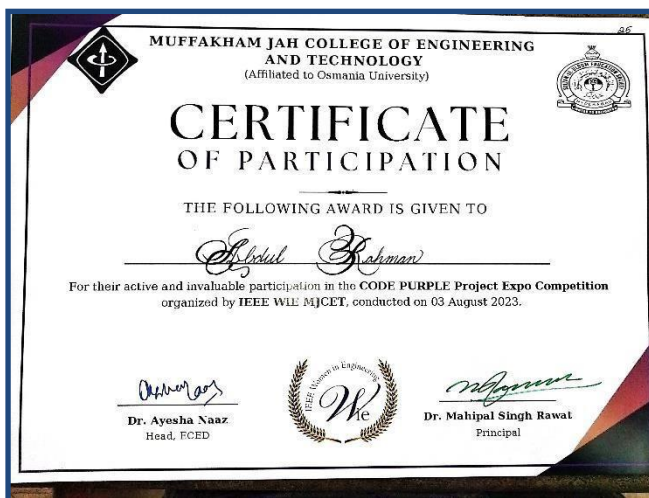 26
MUFFAKHAM JAH COLLEGE OF ENGINEERING
AND TECHNOLOGY
(Affiliated to Osmania University)
CERTIFICATE
OF PARTICIPATION
THE FOLLOWING AWARD IS GIVEN TO
Abdul Rahman
For their active and invaluable participation in the CODE PURPLE Project Expo Competition
organized by IEEE WIE MJCET, conducted on 03 August 2023.
IEEE Women in Engineering
Wie
Dr. Ayesha Naaz
Head, ECED
Dr. Mahipal Singh Rawat
Principal